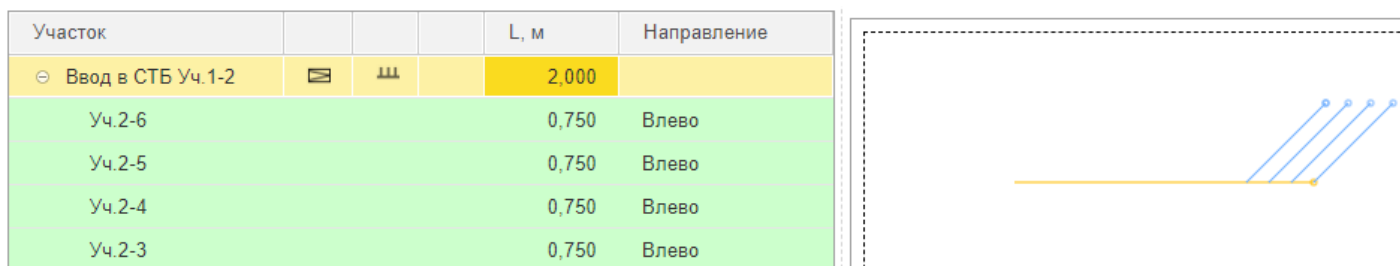 Участок L, м Направление
Ввод в СТБ Уч.1-2 2,000
Уч.2-6 0,750 Влево
Уч.2-5 0,750 Влево
Уч.2-4 0,750 Влево
Уч.2-3 0,750 Влево